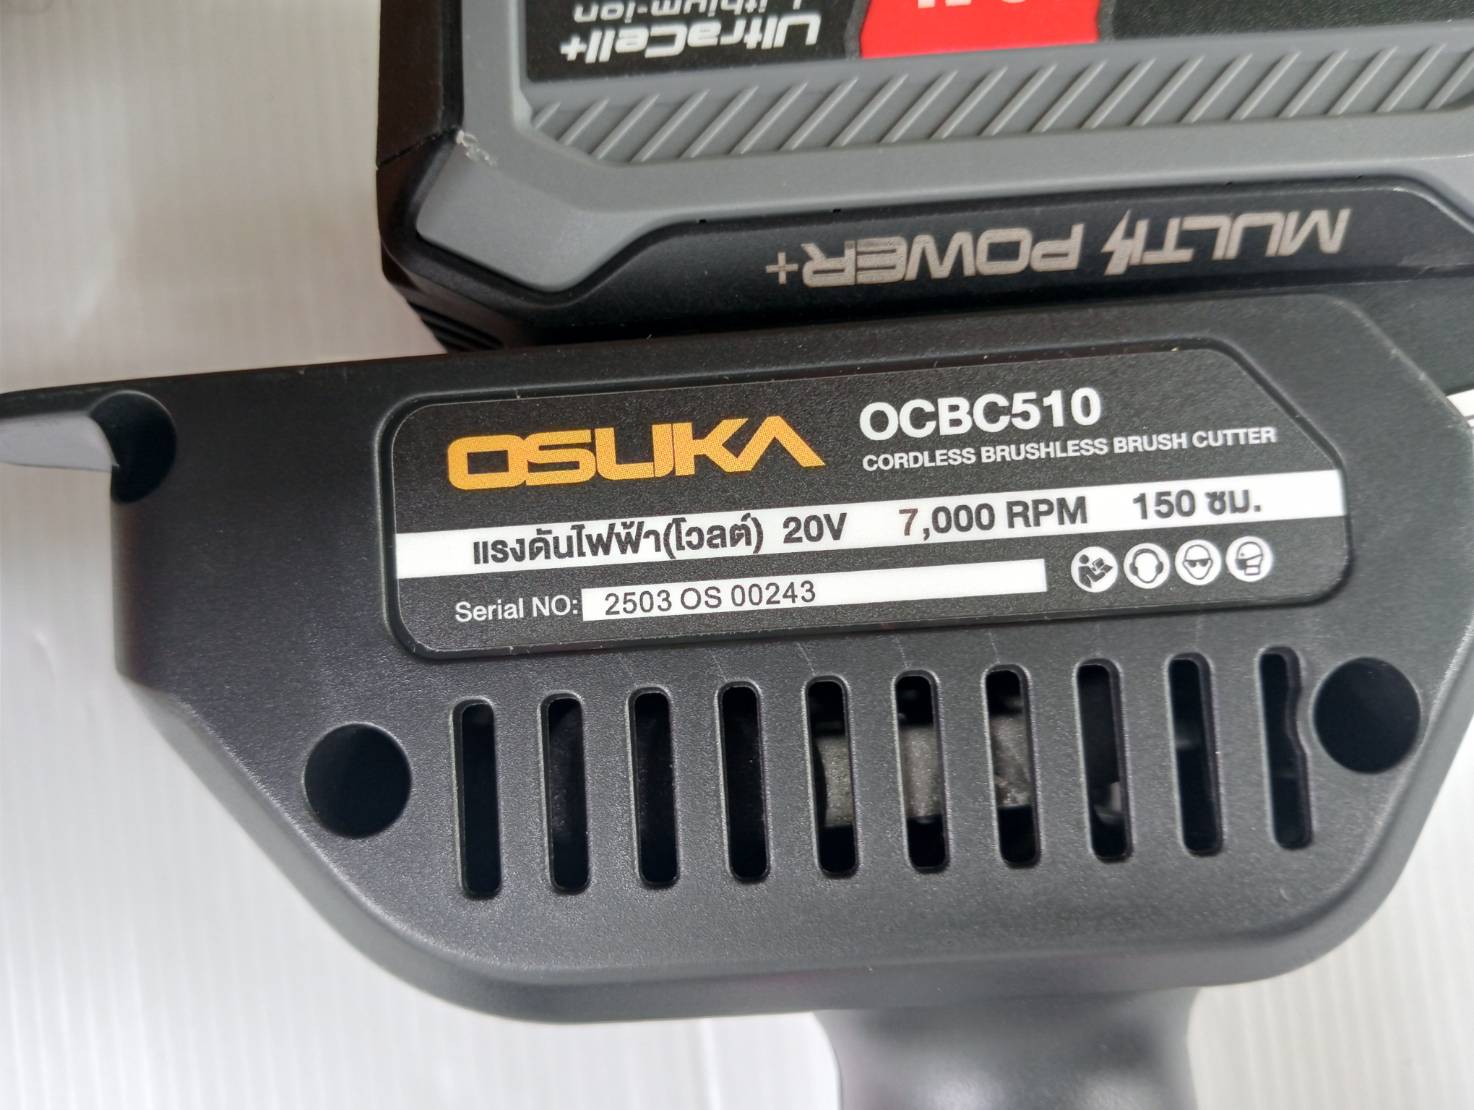 UltraCell+
Lithium-ion
MULTI POWER+
OSUKA
OCBC510
CORDLESS BRUSHLESS BRUSH CUTTER
แรงดันไฟฟ้า(โวลต์) 20V 7,000 RPM 150 ซม.
Serial NO: 2503 OS 00243